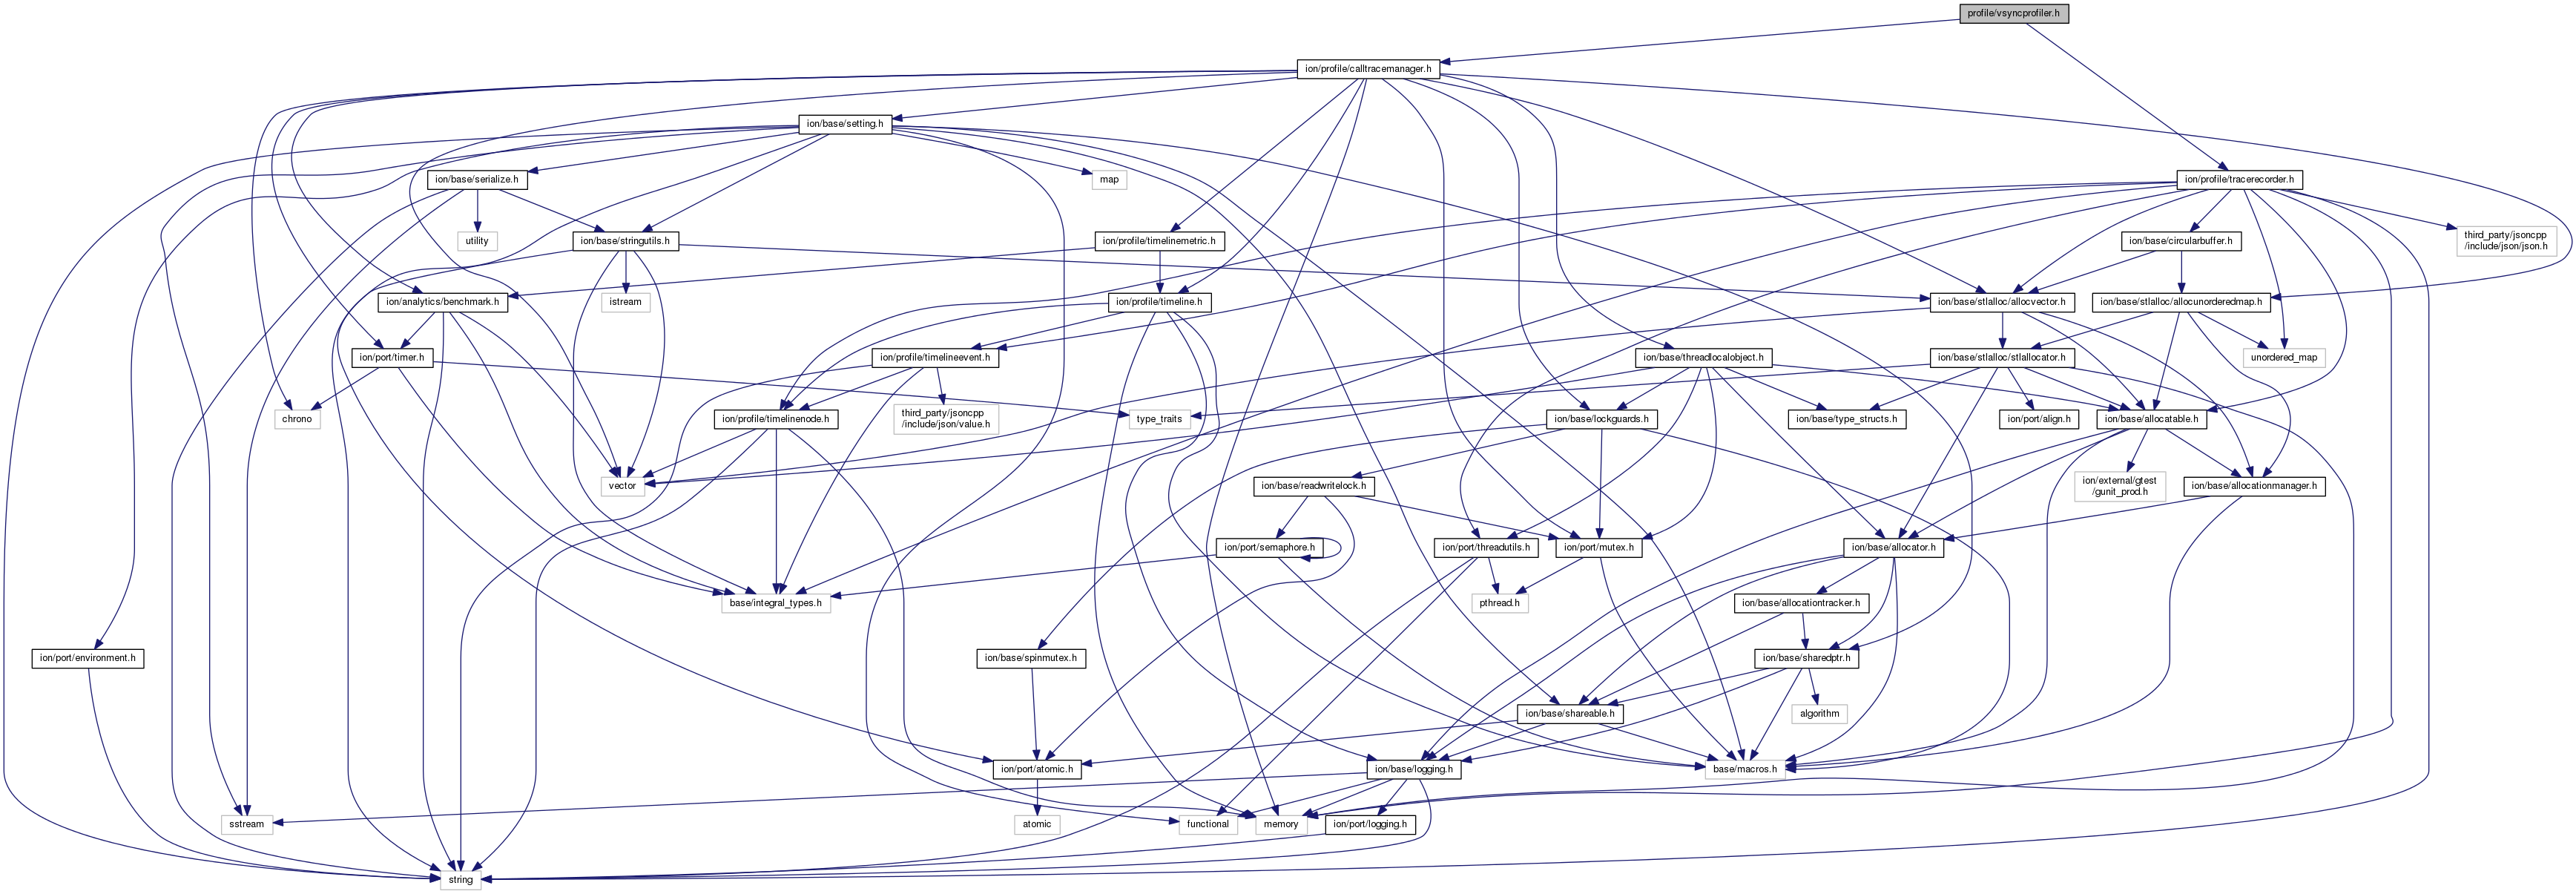 profile/vsyncprofiler.h
ion/profile/calltracemanager.h
ion/base/setting.h
ion/base/serialize.h
map
ion/profile/tracerecorder.h
utility
ion/base/stringutils.h
ion/profile/timelinemetric.h
ion/base/circularbuffer.h
third_party/jsoncpp
/include/json/json.h
ion/analytics/benchmark.h
istream
ion/profile/timeline.h
ion/base/stlalloc/allocvector.h
ion/base/stlalloc/allocunorderedmap.h
ion/port/timer.h
ion/profile/timelineevent.h
ion/base/threadlocalobject.h
ion/base/stlalloc/stlallocator.h
unordered_map
chrono
ion/profile/timelinenode.h
third_party/jsoncpp
/include/json/value.h
type_traits
ion/base/lockguards.h
ion/base/type_structs.h
ion/port/align.h
ion/base/allocatable.h
vector
ion/base/readwritelock.h
ion/external/gtest
/gunit_prod.h
ion/base/allocationmanager.h
ion/port/semaphore.h
ion/port/threadutils.h
ion/port/mutex.h
ion/base/allocator.h
base/integral_types.h
pthread.h
ion/base/allocationtracker.h
ion/port/environment.h
ion/base/spinmutex.h
ion/base/sharedptr.h
ion/base/shareable.h
algorithm
ion/port/atomic.h
ion/base/logging.h
base/macros.h
sstream
atomic
functional
memory
ion/port/logging.h
string